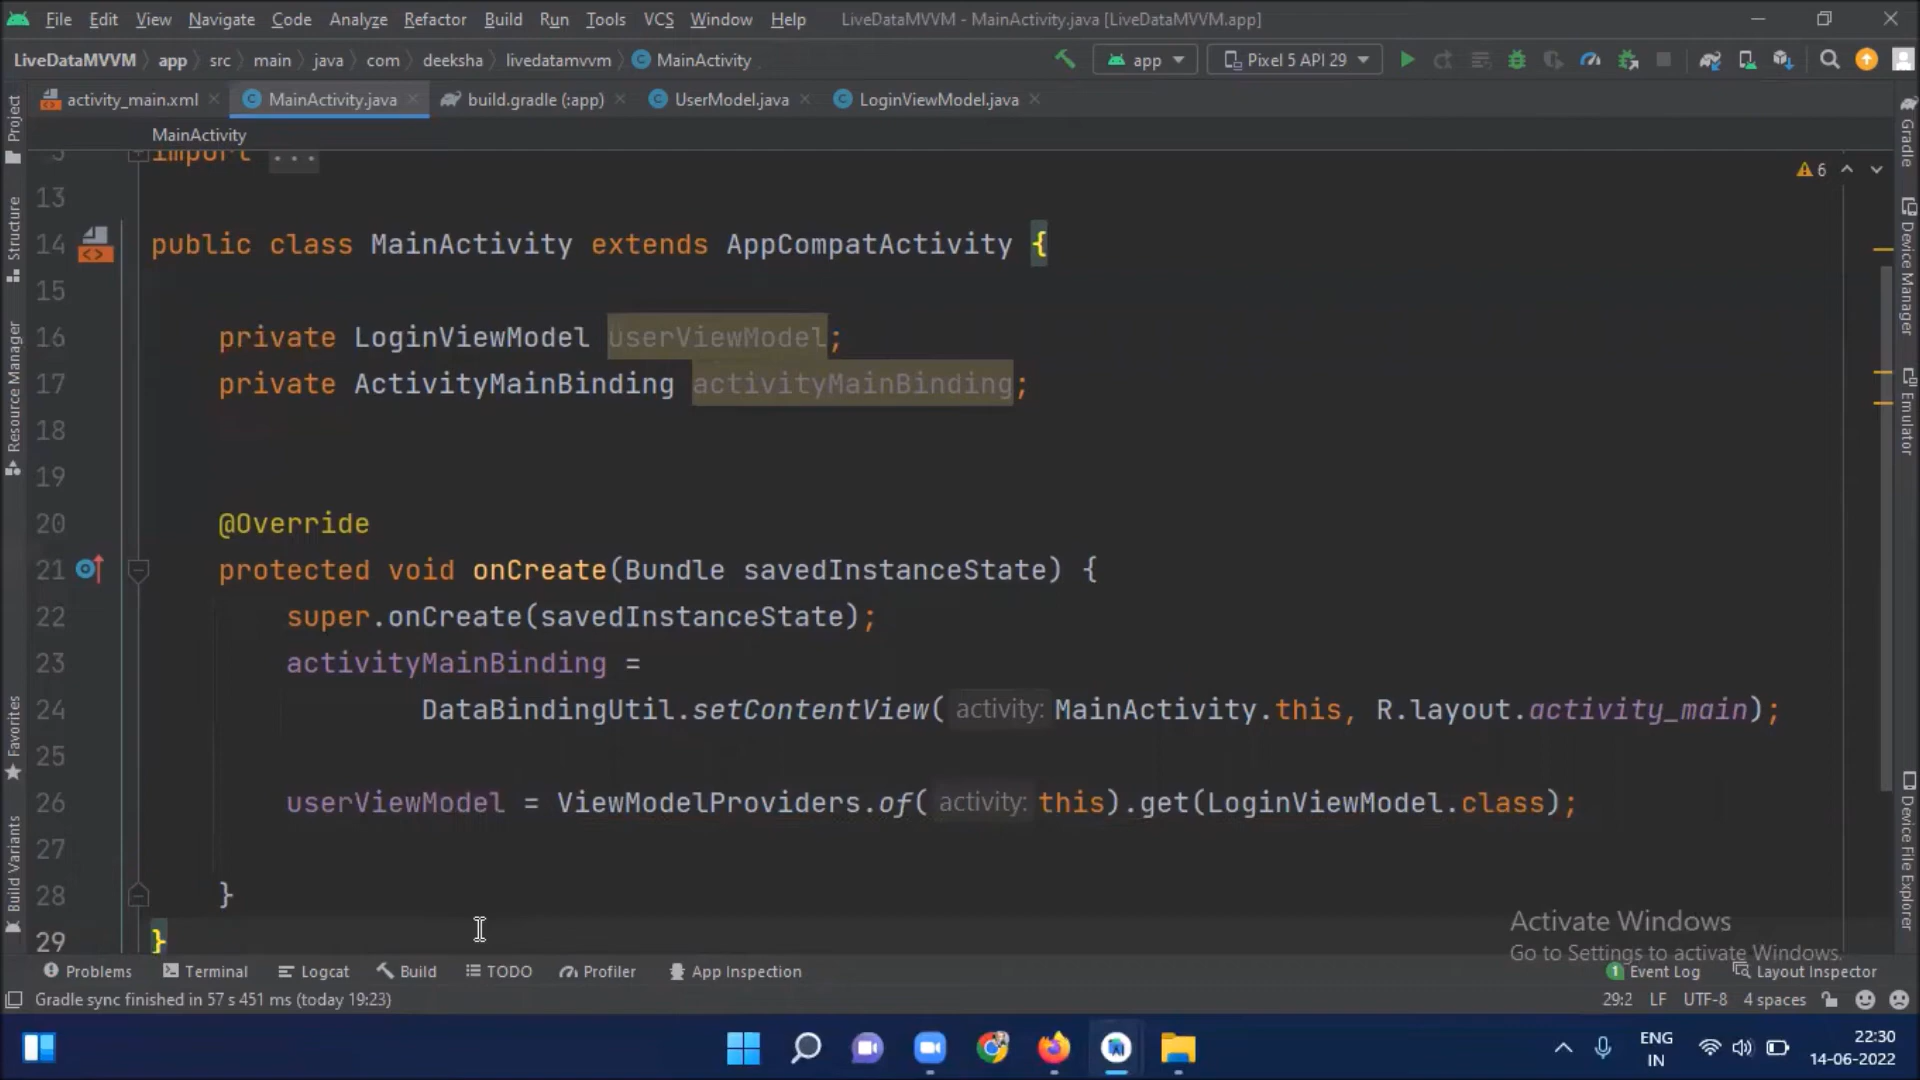 File Edit View Navigate Code Analyze Refactor Build Run Tools VCS Window Help LiveDataMVVM - MainActivity.java [LiveDataMVVM.app]
LiveDataMVVM app src main java com deeksha livedatamvvm MainActivity app Pixel 5 API 29
activity_main.xml MainActivity.java build.gradle (:app) UserModel.java LoginViewModel.java
MainActivity
3 import ...
6
13
14 public class MainActivity extends AppCompatActivity {
15
16 private LoginViewModel userViewModel;
17 private ActivityMainBinding activityMainBinding;
18
19
20 @Override
21 protected void onCreate(Bundle savedInstanceState) {
22 super.onCreate(savedInstanceState);
23 activityMainBinding =
24 DataBindingUtil.setContentView( activity: MainActivity.this, R.layout.activity_main);
25
26 userViewModel = ViewModelProviders.of( activity: this).get(LoginViewModel.class);
27
28 }
29 }
Project
Structure
Resource Manager
Favorites
Build Variants
Gradle
Device Manager
Emulator
Device File Explorer
Activate Windows
Go to Settings to activate Windows.
Problems Terminal Logcat Build TODO Profiler App Inspection 1 Event Log Layout Inspector
Gradle sync finished in 57 s 451 ms (today 19:23) 29:2 LF UTF-8 4 spaces
ENG
IN
22:30
14-06-2022